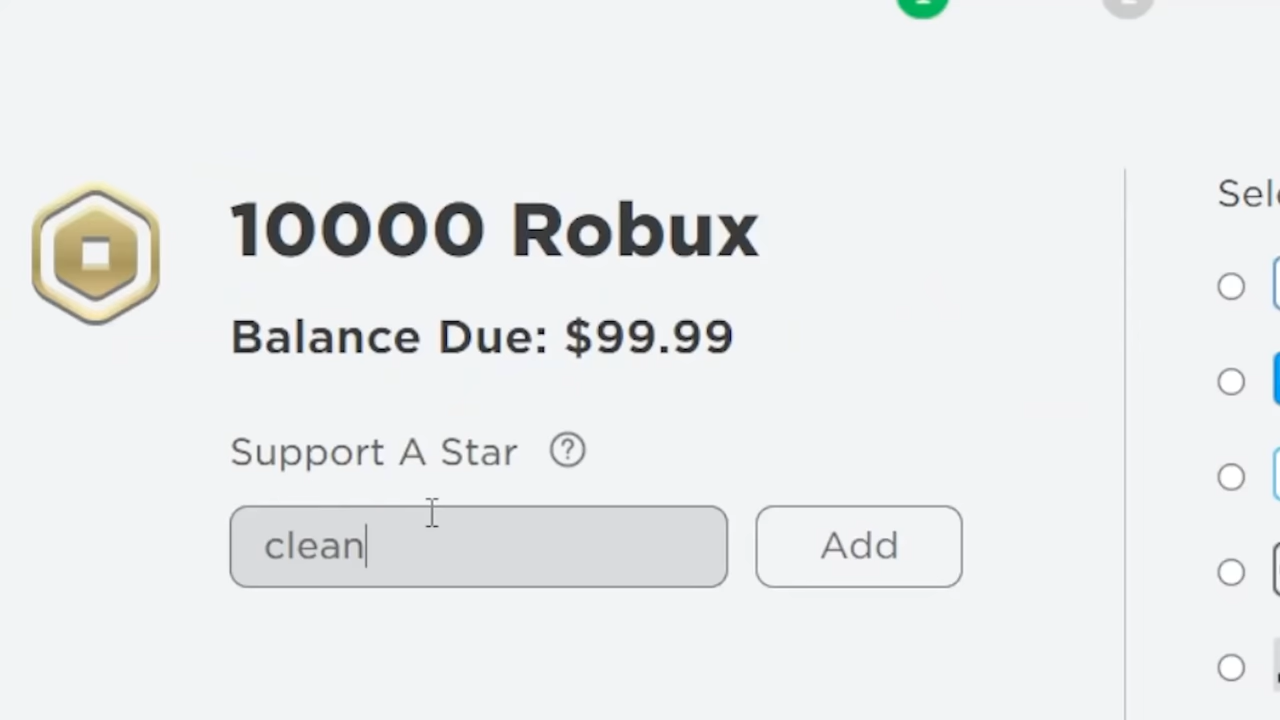 10000 Robux
Balance Due: $99.99
Support A Star ?
clean
Add